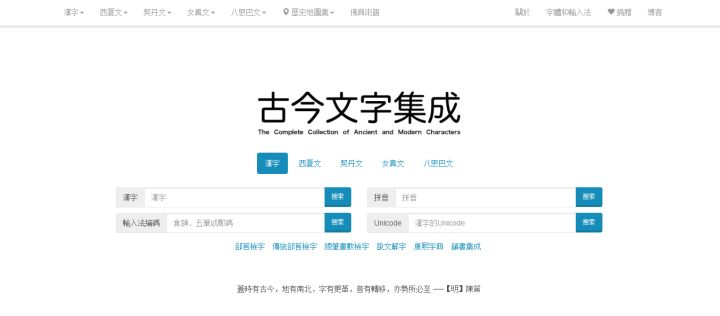 漢字 西夏文 契丹文 女真文 八思巴文 歷史地圖集 佛典術語 關於 字體和輸入法 捐贈 博客
古今文字集成
The Complete Collection of Ancient and Modern Characters
漢字 西夏文 契丹文 女真文 八思巴文
漢字 漢字 搜索 拼音 拼音 搜索
輸入法編碼 倉頡、五筆或鄭碼 搜索 Unicode 漢字的Unicode 搜索
部首檢字 傳統部首檢字 總筆畫數檢字 說文解字 康熙字典 韻書集成
蓋時有古今，地有南北，字有更革，音有轉移，亦勢所必至 ──【明】陳第